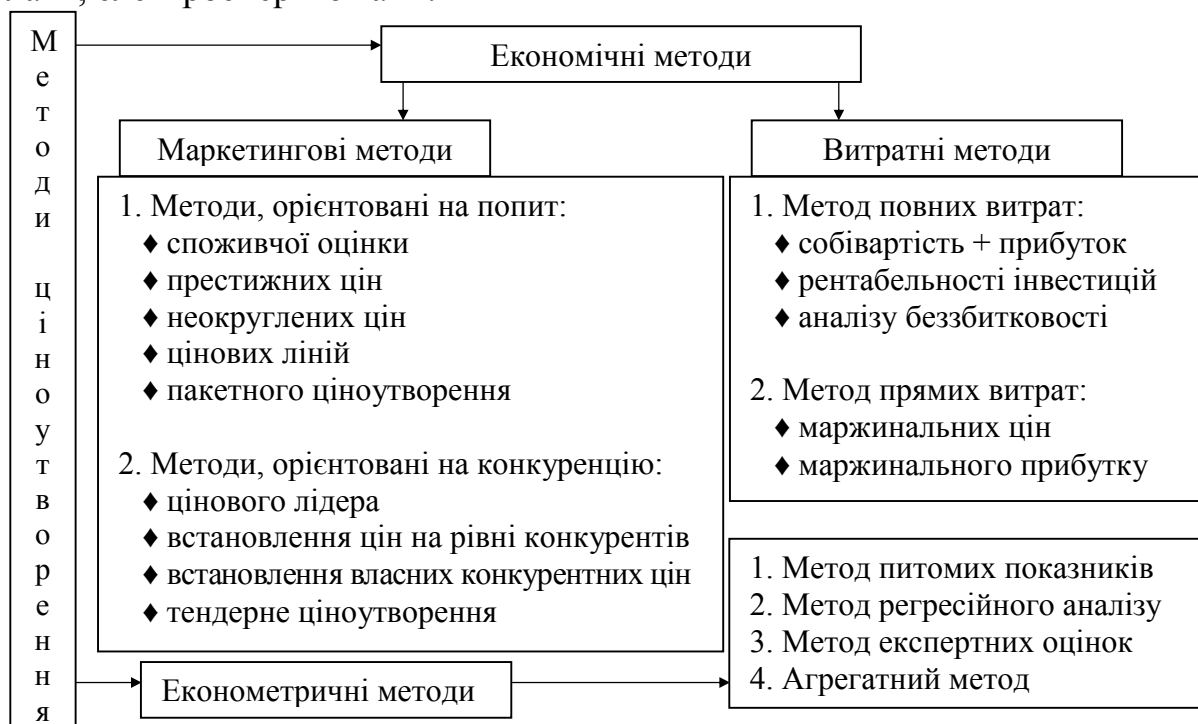 Методи ціноутворення
Економічні методи
Маркетингові методи
Витратні методи
1. Методи, орієнтовані на попит:
♦ споживчої оцінки
♦ престижних цін
♦ неокруглених цін
♦ цінових ліній
♦ пакетного ціноутворення
2. Методи, орієнтовані на конкуренцію:
♦ цінового лідера
♦ встановлення цін на рівні конкурентів
♦ встановлення власних конкурентних цін
♦ тендерне ціноутворення
1. Метод повних витрат:
♦ собівартість + прибуток
♦ рентабельності інвестицій
♦ аналізу беззбитковості
2. Метод прямих витрат:
♦ маржинальних цін
♦ маржинального прибутку
Економетричні методи
1. Метод питомих показників
2. Метод регресійного аналізу
3. Метод експертних оцінок
4. Агрегатний метод